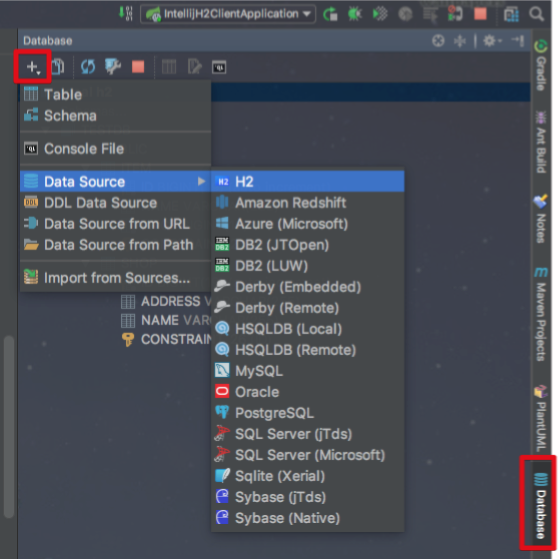 IntellijH2ClientApplication
Database
Table
Schema
Console File
Data Source
DDL Data Source
Data Source from URL
Data Source from Path
Import from Sources...
H2
Amazon Redshift
Azure (Microsoft)
DB2 (JTOpen)
DB2 (LUW)
Derby (Embedded)
Derby (Remote)
HSQLDB (Local)
HSQLDB (Remote)
MySQL
Oracle
PostgreSQL
SQL Server (jTds)
SQL Server (Microsoft)
Sqlite (Xerial)
Sybase (jTds)
Sybase (Native)
ADDRESS V
NAME VAR
CONSTRAIN
Gradle
Ant Build
Notes
Maven Projects
PlantUML
Database